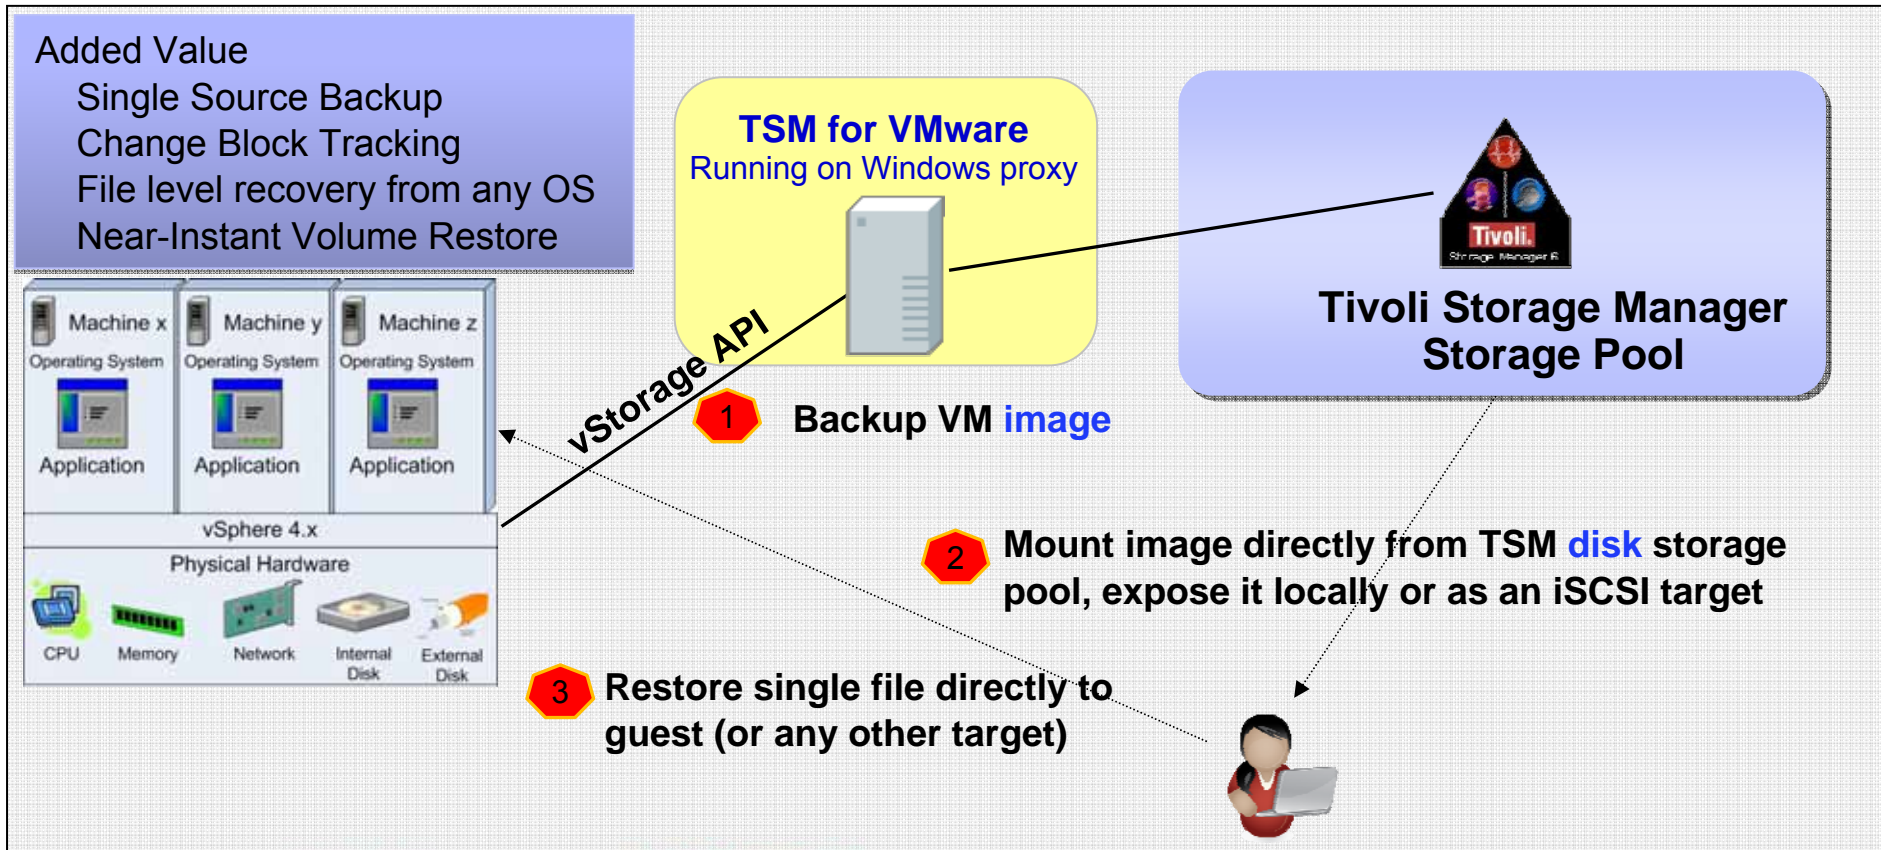 Added Value
Single Source Backup
Change Block Tracking
File level recovery from any OS
Near-Instant Volume Restore
TSM for VMware
Running on Windows proxy
Tivoli.
Storage Manager 6
Tivoli Storage Manager
Storage Pool
Machine x
Machine y
Machine z
Operating System
Operating System
Operating System
Application
Application
Application
vSphere 4.x
Physical Hardware
CPU
Memory
Network
Internal
Disk
External
Disk
vStorage API
1 Backup VM image
2 Mount image directly from TSM disk storage
pool, expose it locally or as an iSCSI target
3 Restore single file directly to
guest (or any other target)